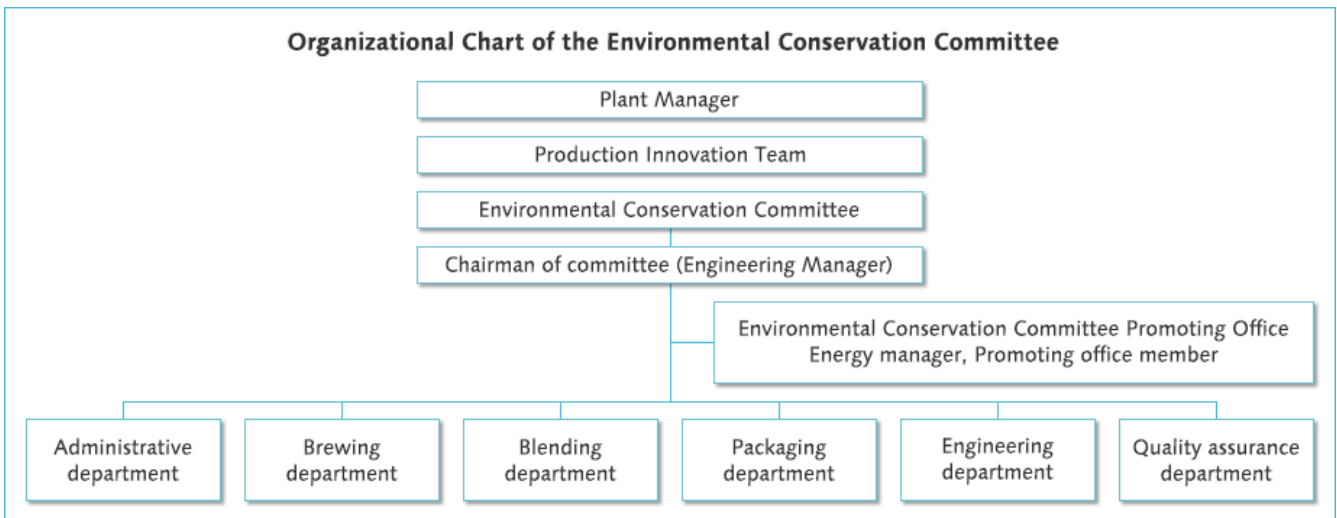 Organizational Chart of the Environmental Conservation Committee
Plant Manager
Production Innovation Team
Environmental Conservation Committee
Chairman of committee (Engineering Manager)
Environmental Conservation Committee Promoting Office
Energy manager, Promoting office member
Administrative
department
Brewing
department
Blending
department
Packaging
department
Engineering
department
Quality assurance
department